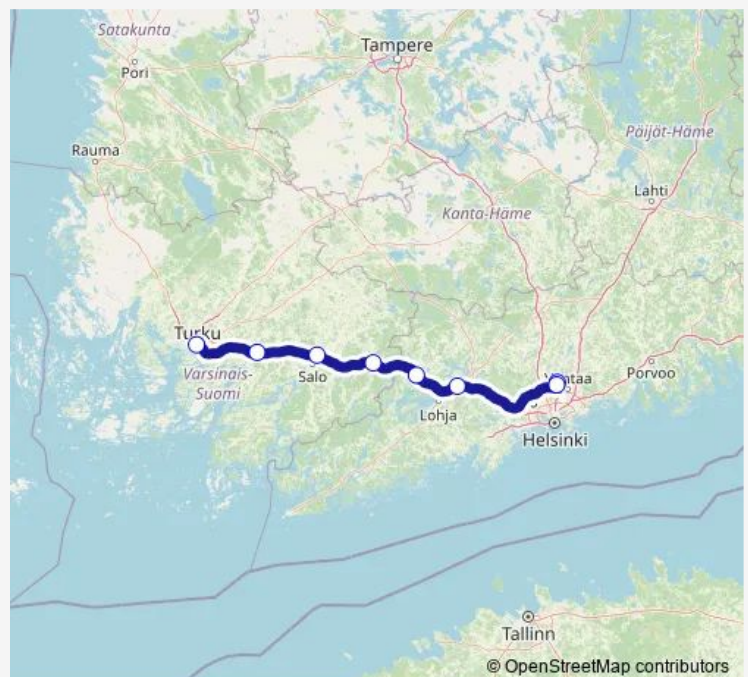 Satakunta
Tampere
Pori
Päijät-Häme
Rauma
Lahti
Kanta-Häme
Turku
Varsinais-
Suomi
Salo
Vantaa
Porvoo
Lohja
Helsinki
Tallinn
© OpenStreetMap contributors